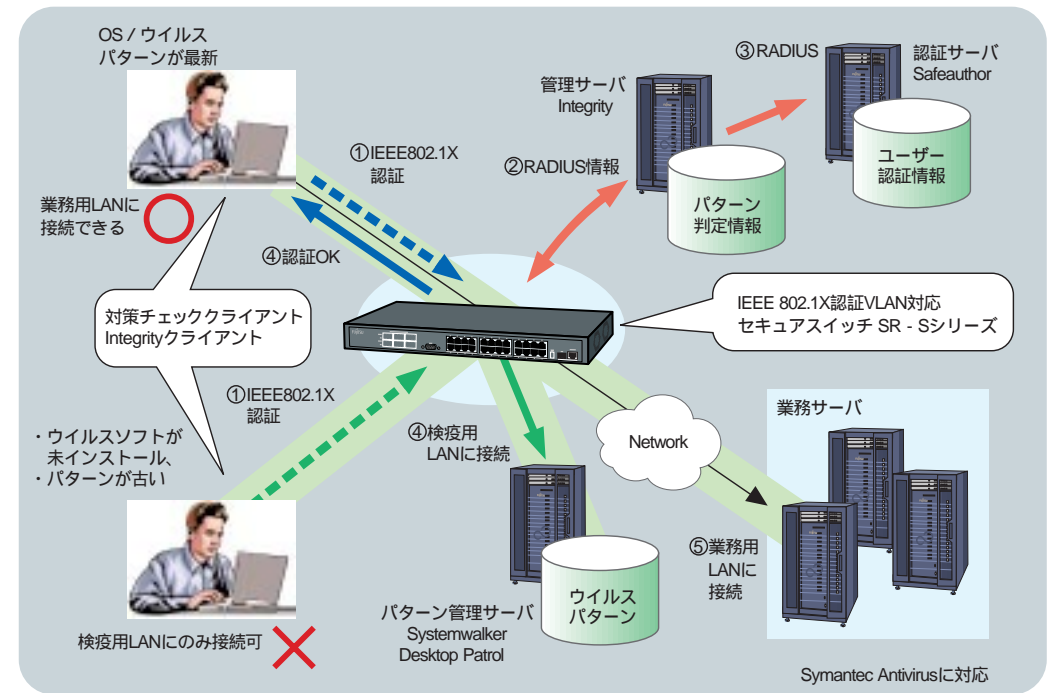 OS / ウイルス
パターンが最新
業務用LANに
接続できる
①IEEE802.1X
認証
④認証OK
管理サーバ
Integrity
②RADIUS情報
パターン
判定情報
③RADIUS
認証サーバ
Safeauthor
ユーザー
認証情報
対策チェッククライアント
Integrityクライアント
IEEE 802.1X認証VLAN対応
セキュアスイッチ SR - Sシリーズ
①IEEE802.1X
認証
・ウイルスソフトが
未インストール、
・パターンが古い
検疫用LANにのみ接続可
④検疫用
LANに接続
パターン管理サーバ
Systemwalker
Desktop Patrol
ウイルス
パターン
Network
業務サーバ
⑤業務用
LANに
接続
Symantec Antivirusに対応